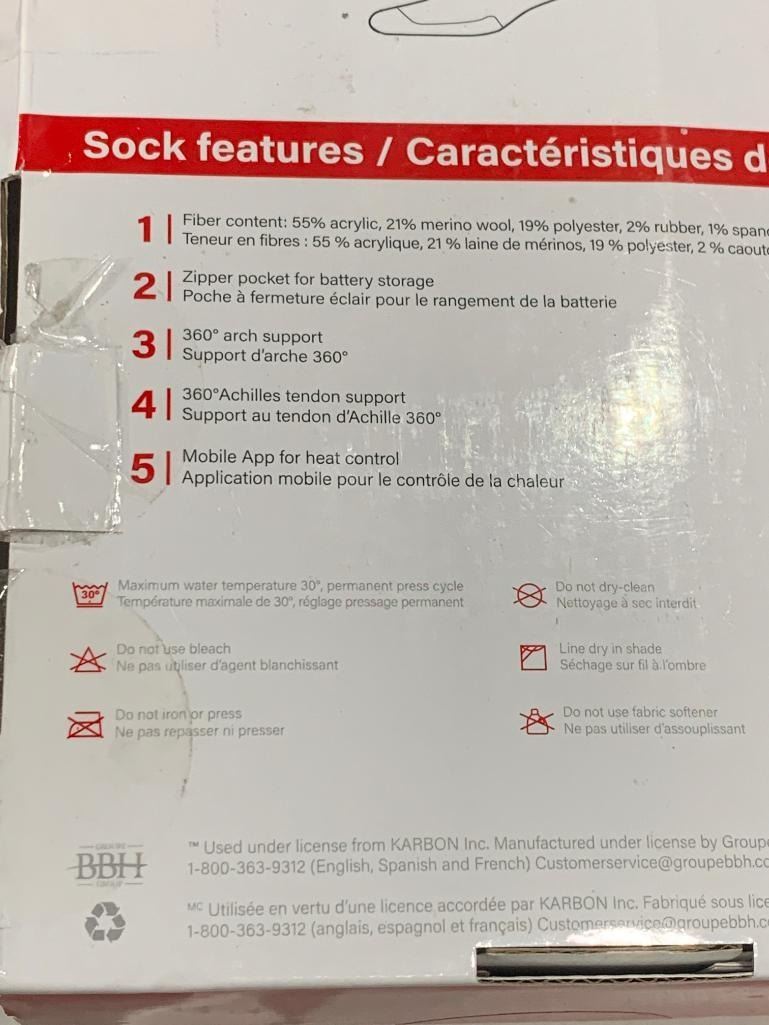 Sock features / Caractéristiques d
1 | Fiber content: 55% acrylic, 21% merino wool, 19% polyester, 2% rubber, 1% span
Teneur en fibres : 55 % acrylique, 21 % laine de mérinos, 19 % polyester, 2 % caout
2 | Zipper pocket for battery storage
Poche à fermeture éclair pour le rangement de la batterie
3 | 360° arch support
Support d'arche 360°
4 | 360°Achilles tendon support
Support au tendon d'Achille 360°
5 | Mobile App for heat control
Application mobile pour le contrôle de la chaleur
30° Maximum water temperature 30°, permanent press cycle
Température maximale de 30°, réglage pressage permanent
Do not dry-clean
Nettoyage à sec interdit
Do not use bleach
Ne pas utiliser d'agent blanchissant
Line dry in shade
Séchage sur fil à l'ombre
Do not iron or press
Ne pas repasser ni presser
Do not use fabric softener
Ne pas utiliser d'assouplissant
GROUPE
BBH
GROUP
™ Used under license from KARBON Inc. Manufactured under license by Groupe
1-800-363-9312 (English, Spanish and French) Customerservice@groupebbh.co
MC Utilisée en vertu d'une licence accordée par KARBON Inc. Fabriqué sous lice
1-800-363-9312 (anglais, espagnol et français) Customerservice@groupebbh.c